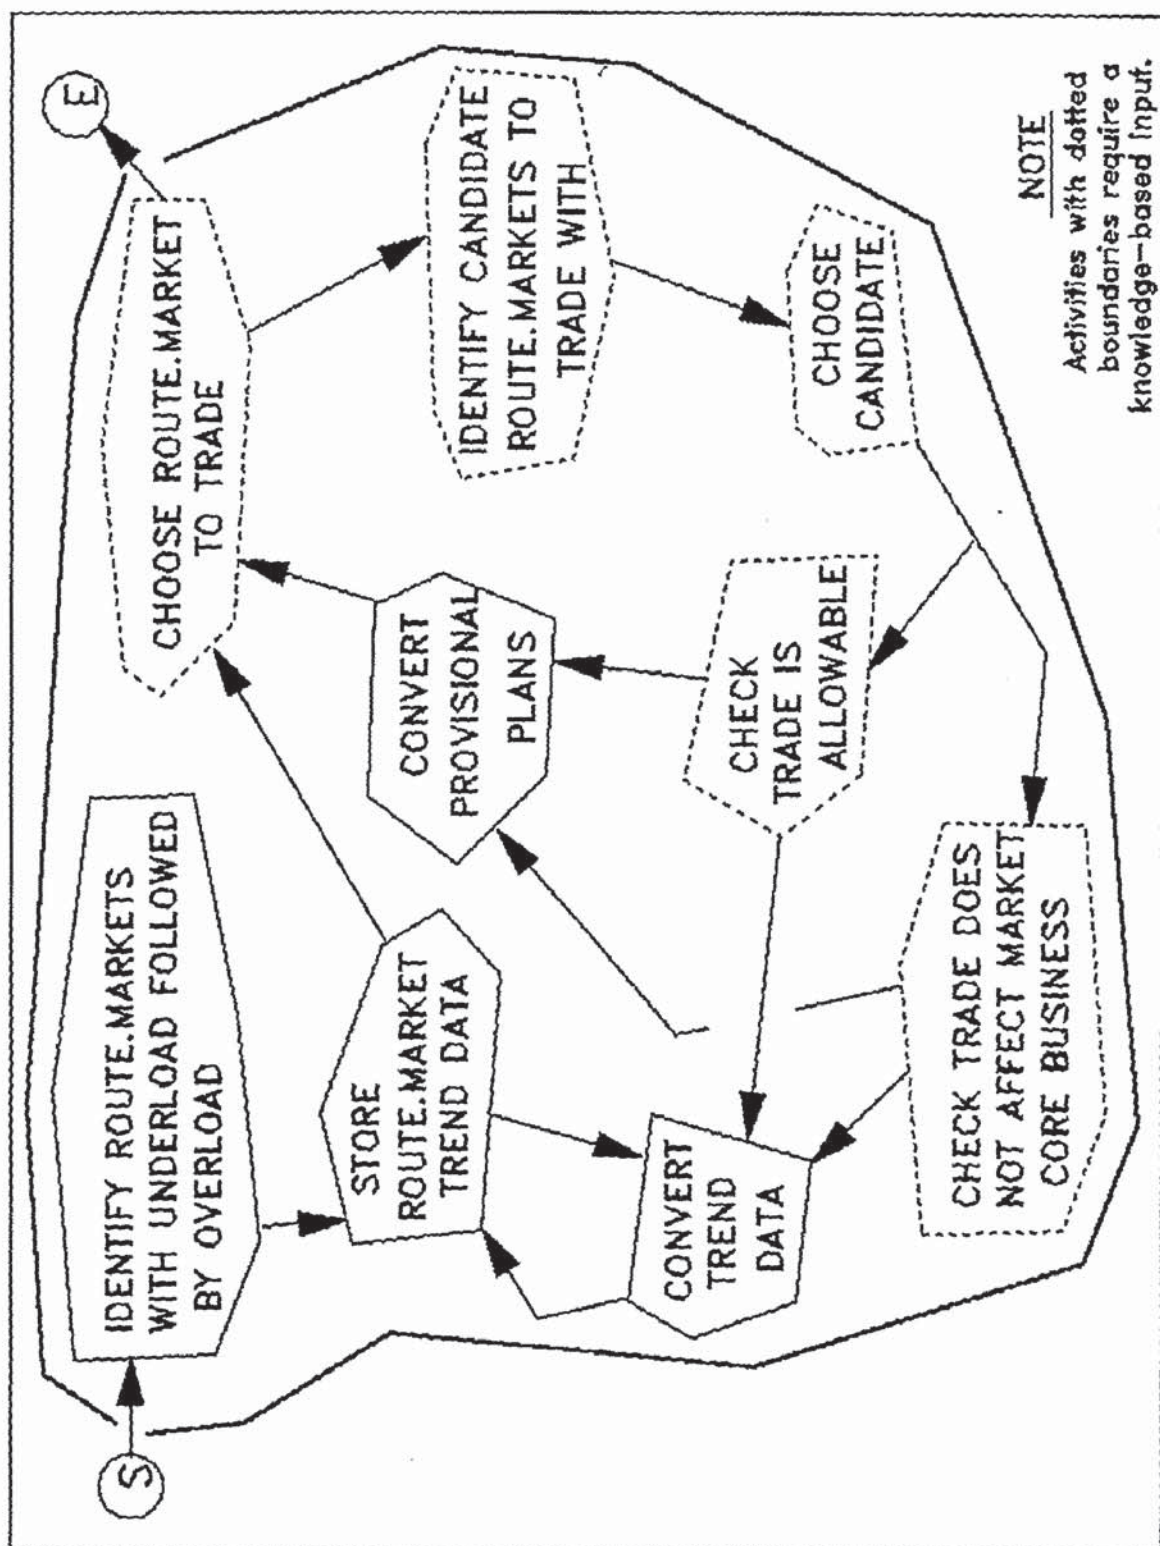 S
IDENTIFY ROUTE.MARKETS
WITH UNDERLOAD FOLLOWED
BY OVERLOAD
CHOOSE ROUTE.MARKET
TO TRADE
E
STORE
ROUTE.MARKET
TREND DATA
CONVERT
PROVISIONAL
PLANS
IDENTIFY CANDIDATE
ROUTE.MARKETS TO
TRADE WITH
CONVERT
TREND
DATA
CHECK
TRADE IS
ALLOWABLE
CHOOSE
CANDIDATE
CHECK TRADE DOES
NOT AFFECT MARKET
CORE BUSINESS
NOTE
Activities with dotted
boundaries require a
knowledge-based input.